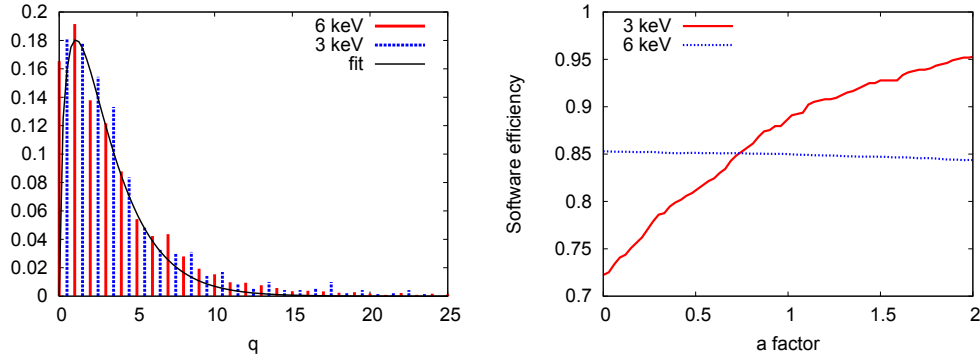 0.2
0.18
0.16
0.14
0.12
0.1
0.08
0.06
0.04
0.02
0
6 keV
3 keV
fit
0 5 10 15 20 25
q
1
0.95
0.9
0.85
0.8
0.75
0.7
Software efficiency
3 keV
6 keV
0 0.5 1 1.5 2
a factor